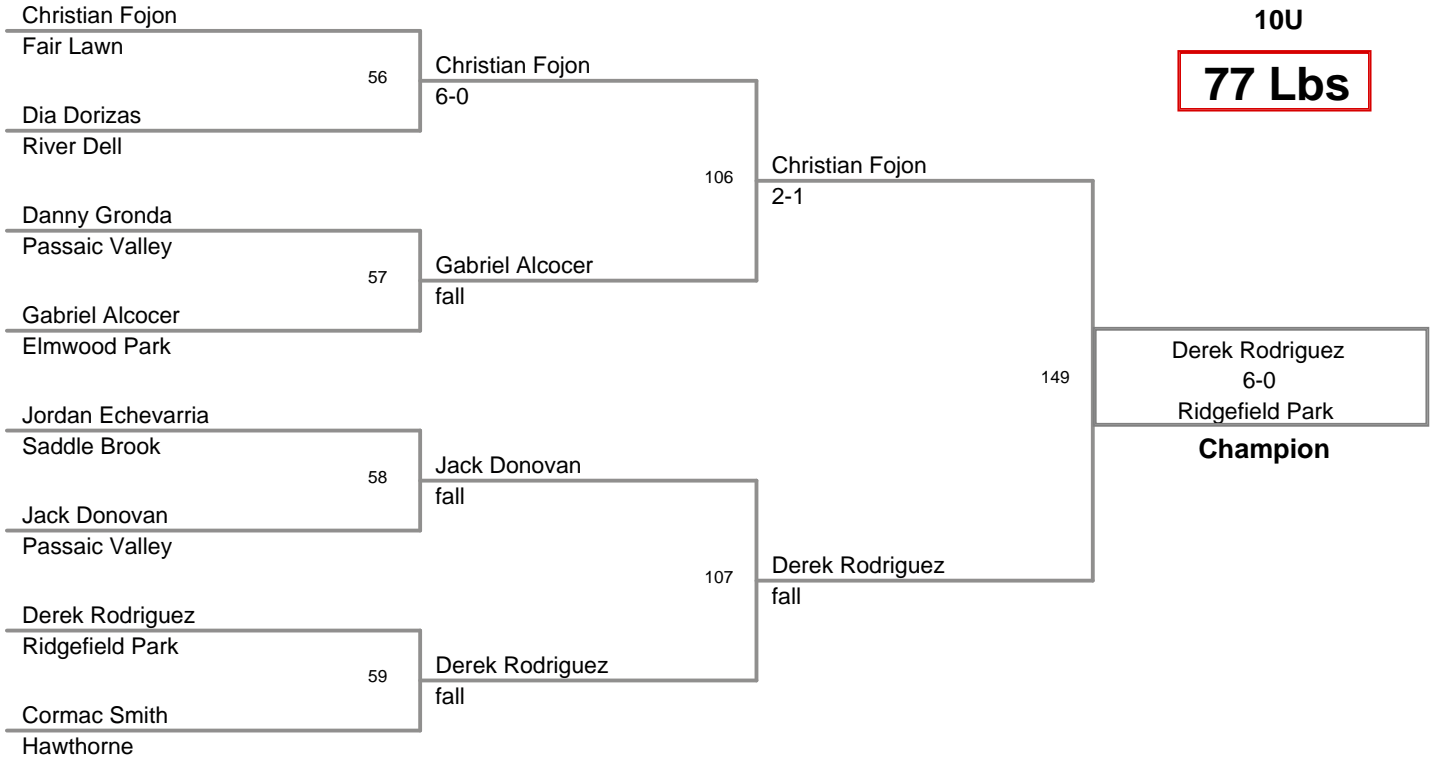 Christian Fojon
Fair Lawn
56
Dia Dorizas
River Dell
Danny Gronda
Passaic Valley
57
Gabriel Alcocer
Elmwood Park
Jordan Echevarria
Saddle Brook
58
Jack Donovan
Passaic Valley
Derek Rodriguez
Ridgefield Park
59
Cormac Smith
Hawthorne
Christian Fojon
6-0
106
Gabriel Alcocer
fall
Jack Donovan
fall
107
Derek Rodriguez
fall
Christian Fojon
2-1
149
Derek Rodriguez
fall
10U
77 Lbs
Derek Rodriguez
6-0
Ridgefield Park
Champion